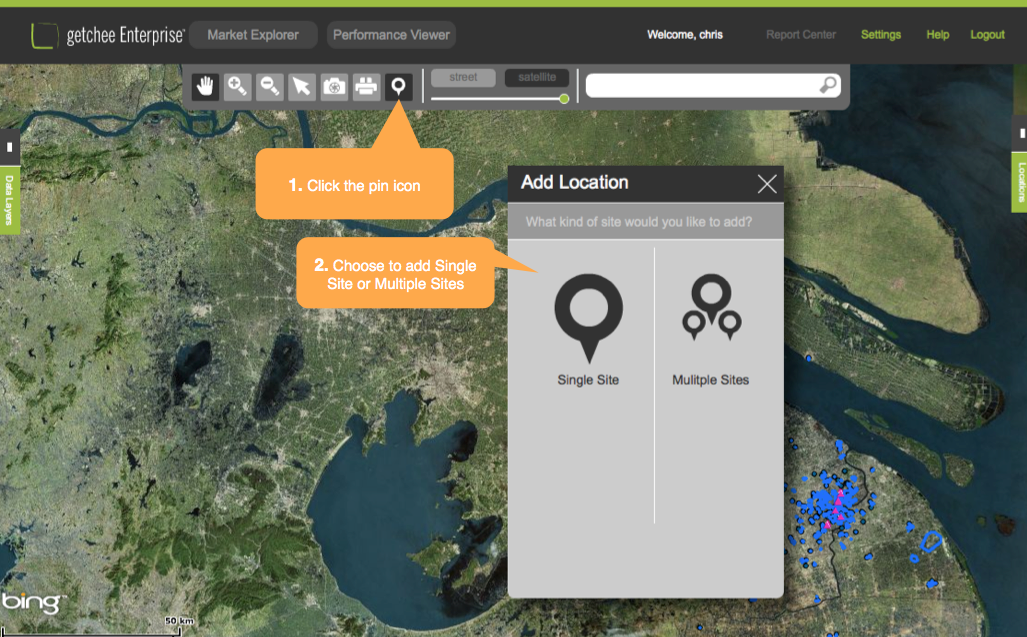 getchee Enterprise®
Market Explorer
Performance Viewer
Welcome, chris
Report Center
Settings
Help
Logout
street
satellite
1. Click the pin icon
Data Layers
Locations
Add Location
What kind of site would you like to add?
2. Choose to add Single
Site or Multiple Sites
Single Site
Mulitple Sites
bing™
50 km